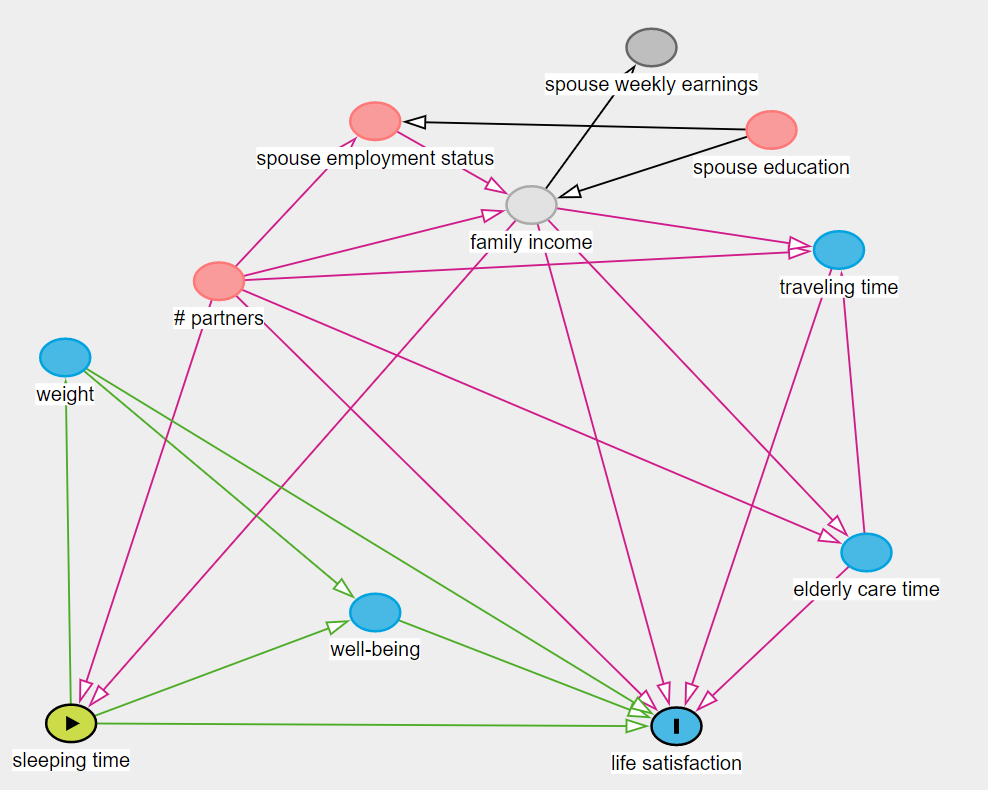 spouse weekly earnings
spouse employment status
spouse education
family income
traveling time
# partners
weight
elderly care time
well-being
sleeping time
life satisfaction